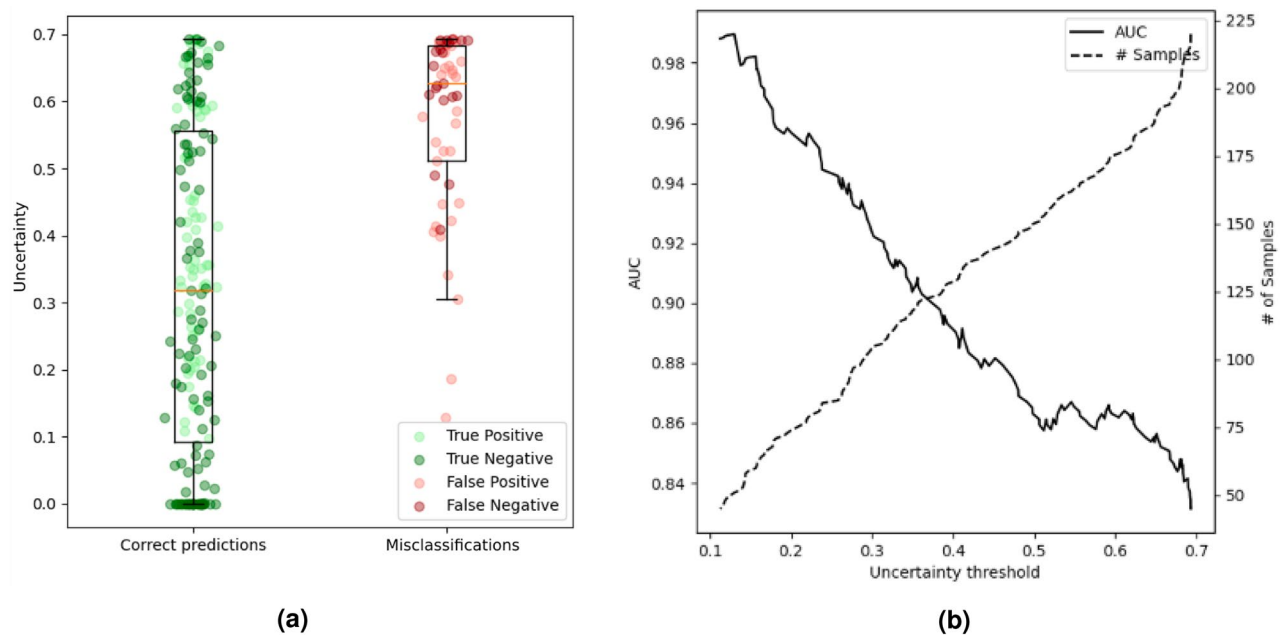 0.7
0.6
0.5
0.4
0.3
0.2
0.1
0.0
Uncertainty
True Positive
True Negative
False Positive
False Negative
Correct predictions
Misclassifications
(a)
AUC
# Samples
0.98
0.96
0.94
0.92
0.90
0.88
0.86
0.84
AUC
225
200
175
150
125
100
75
50
# of Samples
0.1
0.2
0.3
0.4
0.5
0.6
0.7
Uncertainty threshold
(b)